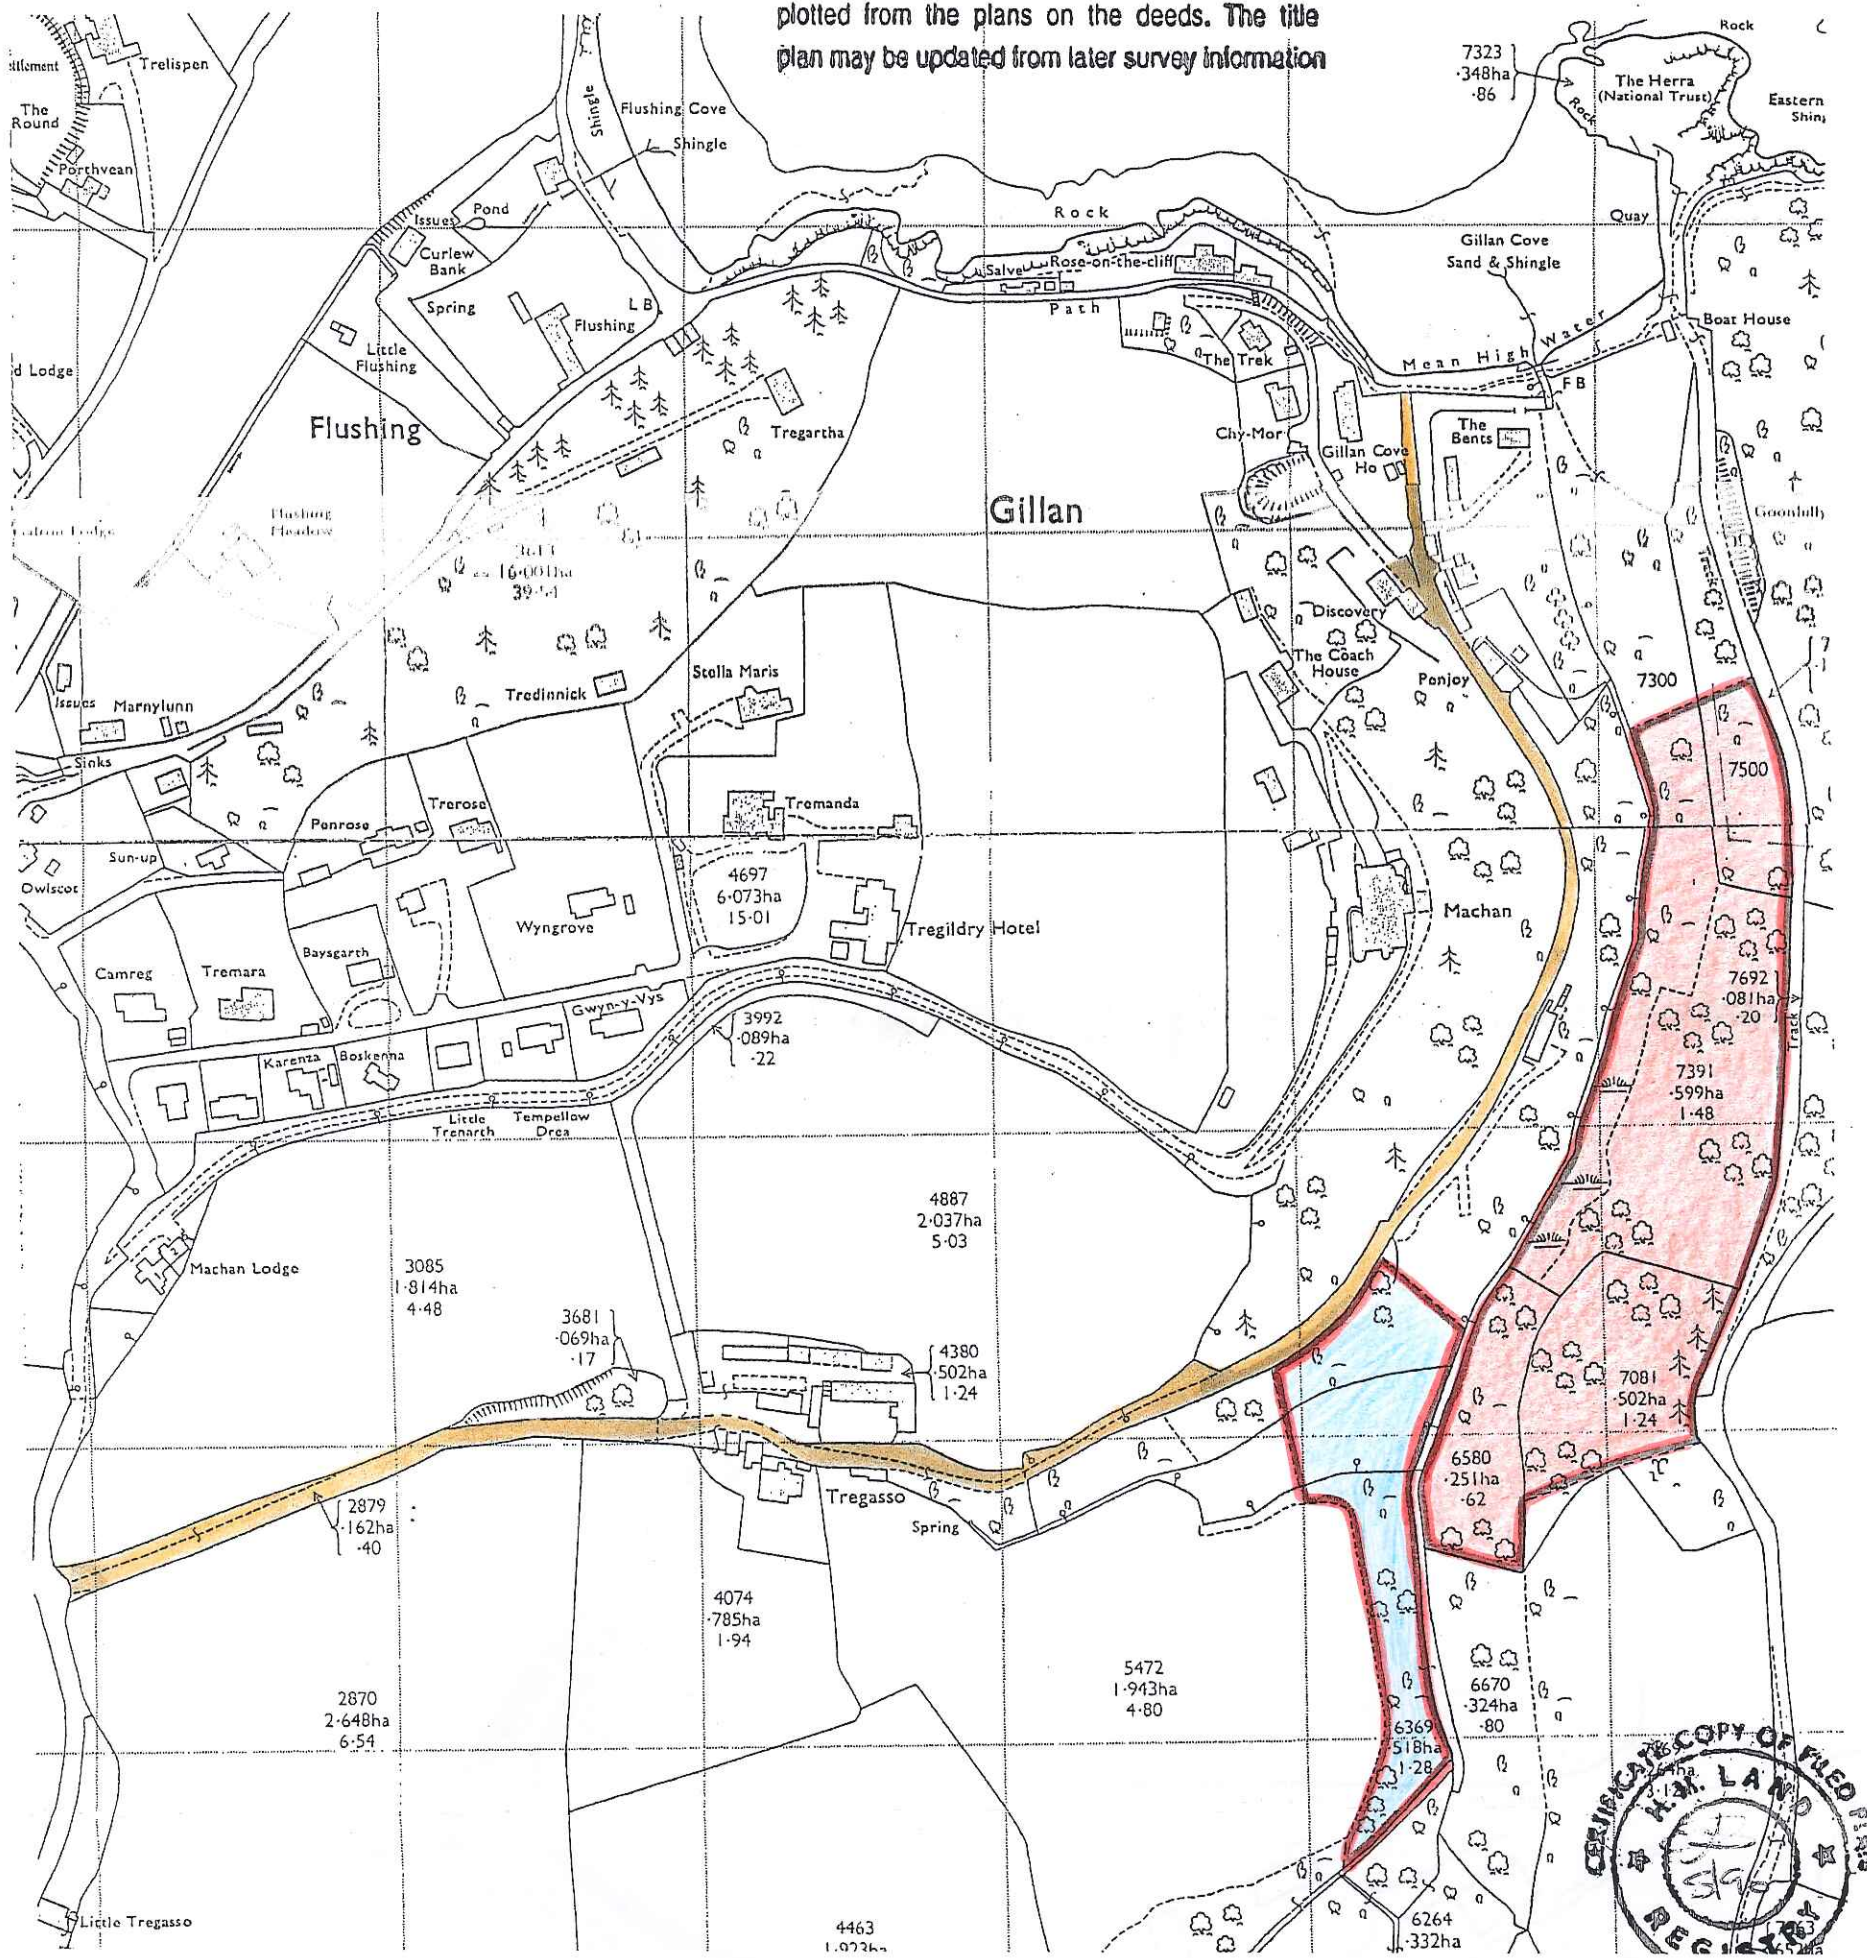 plotted from the plans on the deeds. The title
plan may be updated from later survey information
Trelispen
The
Round
Porthvean
Shingle
Flushing Cove
Shingle
7323
·348ha
·86
Rock
Rock
The Herra
(National Trust)
Eastern
Issues
Pond
Curlew
Bank
Spring
L B
Flushing
Little
Flushing
Rock
Salve
Rose-on-the-cliff
Path
The Trek
Quay
Gillan Cove
Sand & Shingle
Boat House
Mean High Water
F B
d Lodge
Flushing
Tregartha
Chy-Mor
Gillan Cove
Ho
The
Bents
Gillan
Flushing
Meadow
Lodge
16·001ha
Track
Discovery
The Coach
House
Penjoy
7300
Issues
Marnylunn
Sinks
Tredinnick
Stella Maris
7500
Penrose
Trerose
Tremanda
Sun-up
Owlscot
4697
6·073ha
15·01
Wyngrove
Tregildry Hotel
Machan
Baysgarth
Camreg
Tremara
Gwyn-y-Vys
7692
·081ha
·20
Track
3992
·089ha
·22
Karenza
Boskenna
7391
·599ha
1·48
Little
Trenarth
Tempellow
Drea
4887
2·037ha
5·03
Machan Lodge
3085
1·814ha
4·48
3681
·069ha
·17
4380
·502ha
1·24
7081
·502ha
1·24
6580
·251ha
·62
Tregasso
Spring
2879
·162ha
·40
4074
·785ha
1·94
5472
1·943ha
4·80
2870
2·648ha
6·54
6670
·324ha
·80
6369
·518ha
1·28
CERTIFICATE COPY OF FILED
H.M. LAND
REGISTRY
Little Tregasso
4463
1·923ha
6264
·332ha